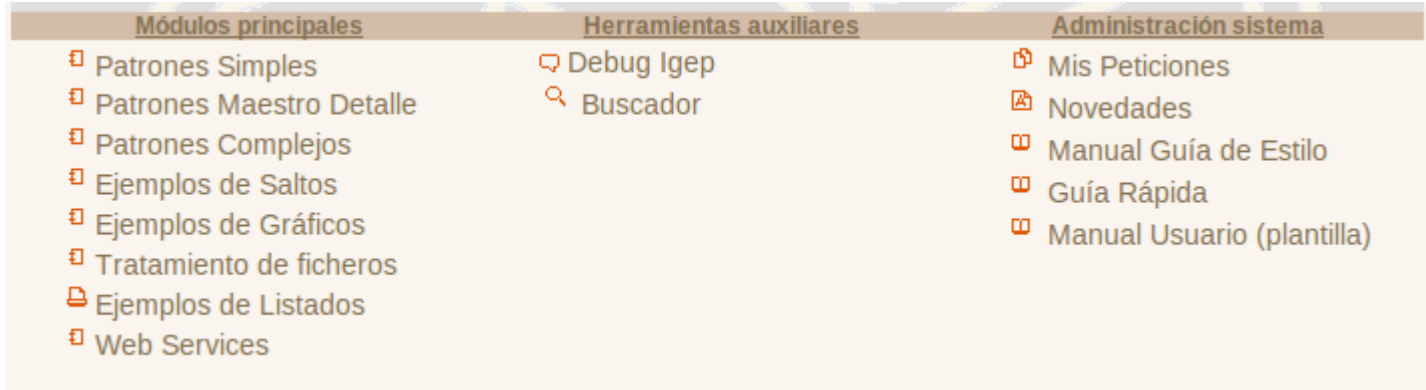 Módulos principales
Patrones Simples
Patrones Maestro Detalle
Patrones Complejos
Ejemplos de Saltos
Ejemplos de Gráficos
Tratamiento de ficheros
Ejemplos de Listados
Web Services
Herramientas auxiliares
Debug Igep
Buscador
Administración sistema
Mis Peticiones
Novedades
Manual Guía de Estilo
Guía Rápida
Manual Usuario (plantilla)